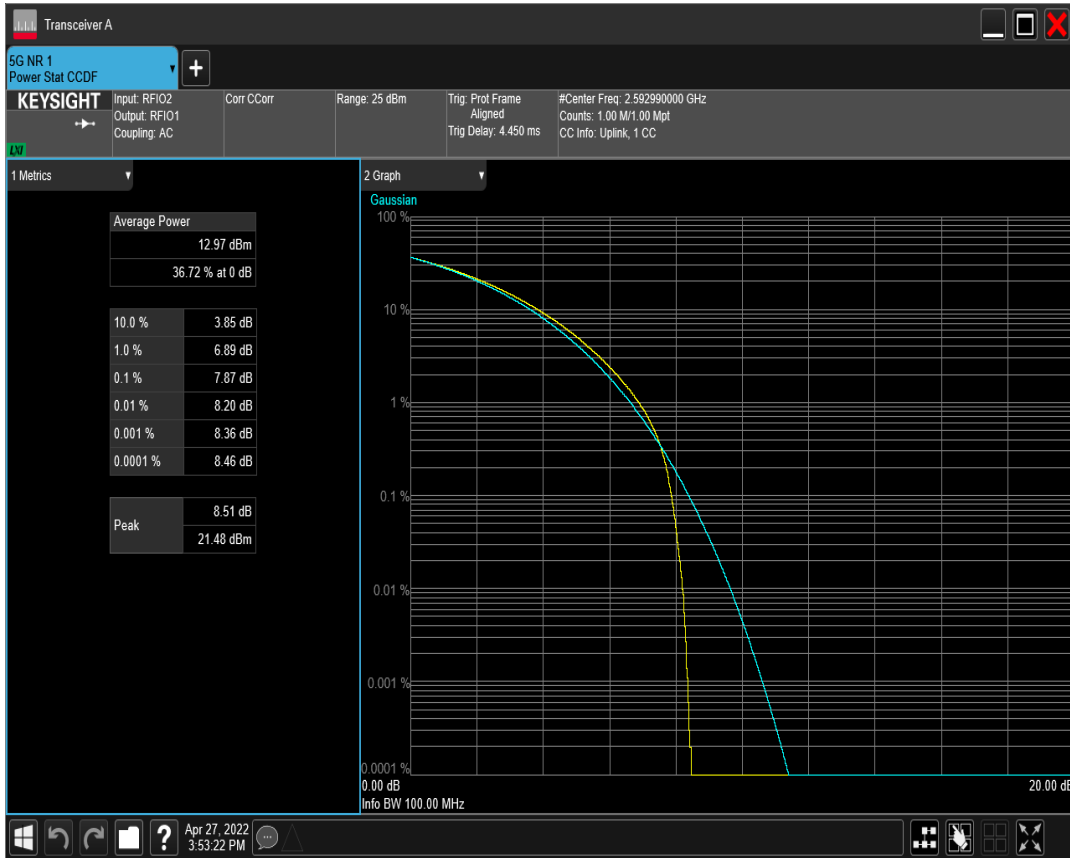 Transceiver A
5G NR 1
Power Stat CCDF
KEYSIGHT
LXI
Input: RFIO2
Output: RFIO1
Coupling: AC
Corr CCorr
Range: 25 dBm
Trig: Prot Frame
Aligned
Trig Delay: 4.450 ms
#Center Freq: 2.592990000 GHz
Counts: 1.00 M/1.00 Mpt
CC Info: Uplink, 1 CC
1 Metrics
Average Power
12.97 dBm
36.72 % at 0 dB
10.0 % 3.85 dB
1.0 % 6.89 dB
0.1 % 7.87 dB
0.01 % 8.20 dB
0.001 % 8.36 dB
0.0001 % 8.46 dB
Peak
8.51 dB
21.48 dBm
2 Graph
Gaussian
100 %
10 %
1 %
0.1 %
0.01 %
0.001 %
0.0001 %
0.00 dB 20.00 dB
Info BW 100.00 MHz
? Apr 27, 2022
3:53:22 PM